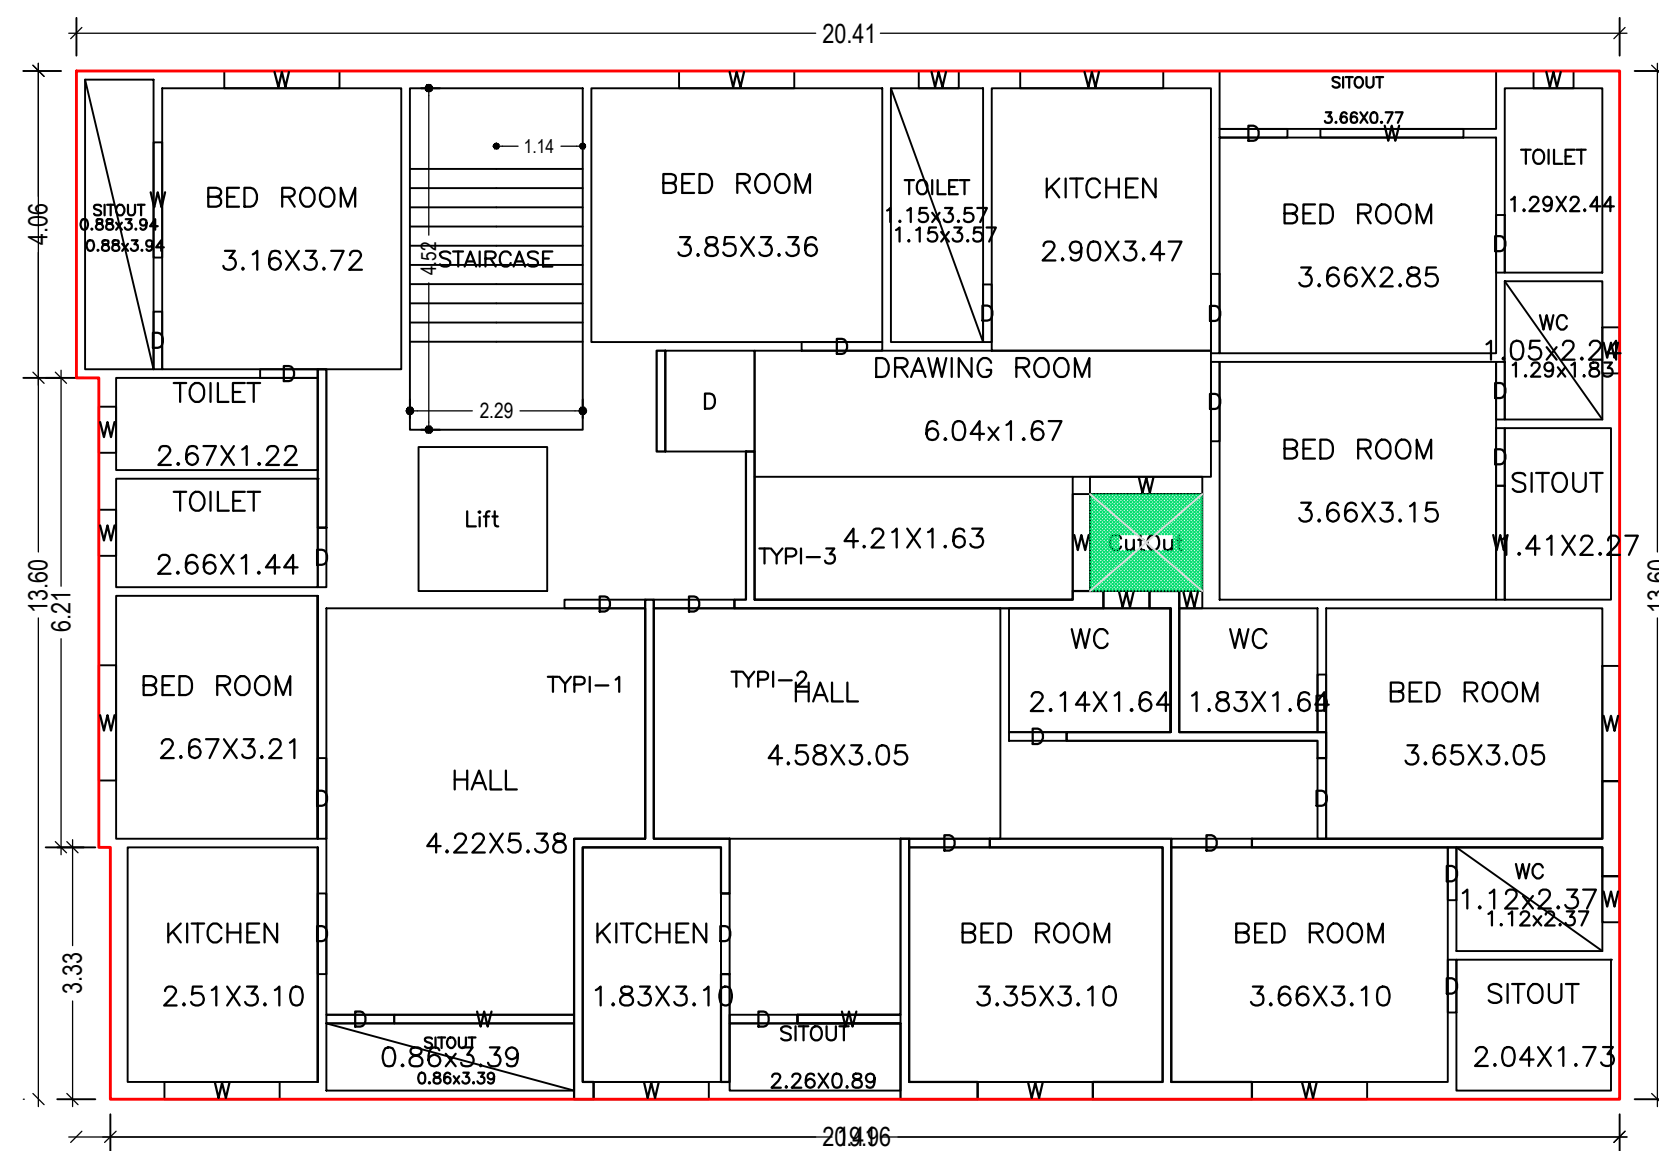 20.41
W
W
W
W
SITOUT
3.66X0.77
W
D
W
1.14
4.06
SITOUT
0.88x3.94
0.88x3.94
W
BED ROOM
3.16X3.72
D
STAIRCASE
4.52
BED ROOM
3.85X3.36
TOILET
1.15x3.57
1.15x3.57
D
KITCHEN
2.90X3.47
D
BED ROOM
3.66X2.85
TOILET
1.29X2.44
D
WC
1.05x2.24
1.29x1.83
W
D
D
TOILET
2.67X1.22
W
2.29
D
DRAWING ROOM
6.04x1.67
D
D
BED ROOM
3.66X3.15
D
SITOUT
1.41X2.27
W
TOILET
2.66X1.44
W
D
Lift
TYPI-3
4.21X1.63
W
W
CutOut
W
W
13.60
6.21
13.60
D
D
BED ROOM
2.67X3.21
W
D
TYPI-1
HALL
4.22X5.38
TYPI-2
HALL
4.58X3.05
WC
2.14X1.64
D
WC
1.83X1.64
D
D
BED ROOM
3.65X3.05
W
D
D
3.33
KITCHEN
2.51X3.10
D
W
D
W
SITOUT
0.86x3.39
0.86x3.39
KITCHEN
1.83X3.10
D
W
D
W
SITOUT
2.26X0.89
BED ROOM
3.35X3.10
W
BED ROOM
3.66X3.10
W
D
WC
1.12x2.37
1.12x2.37
W
D
SITOUT
2.04X1.73
20.41
19.96